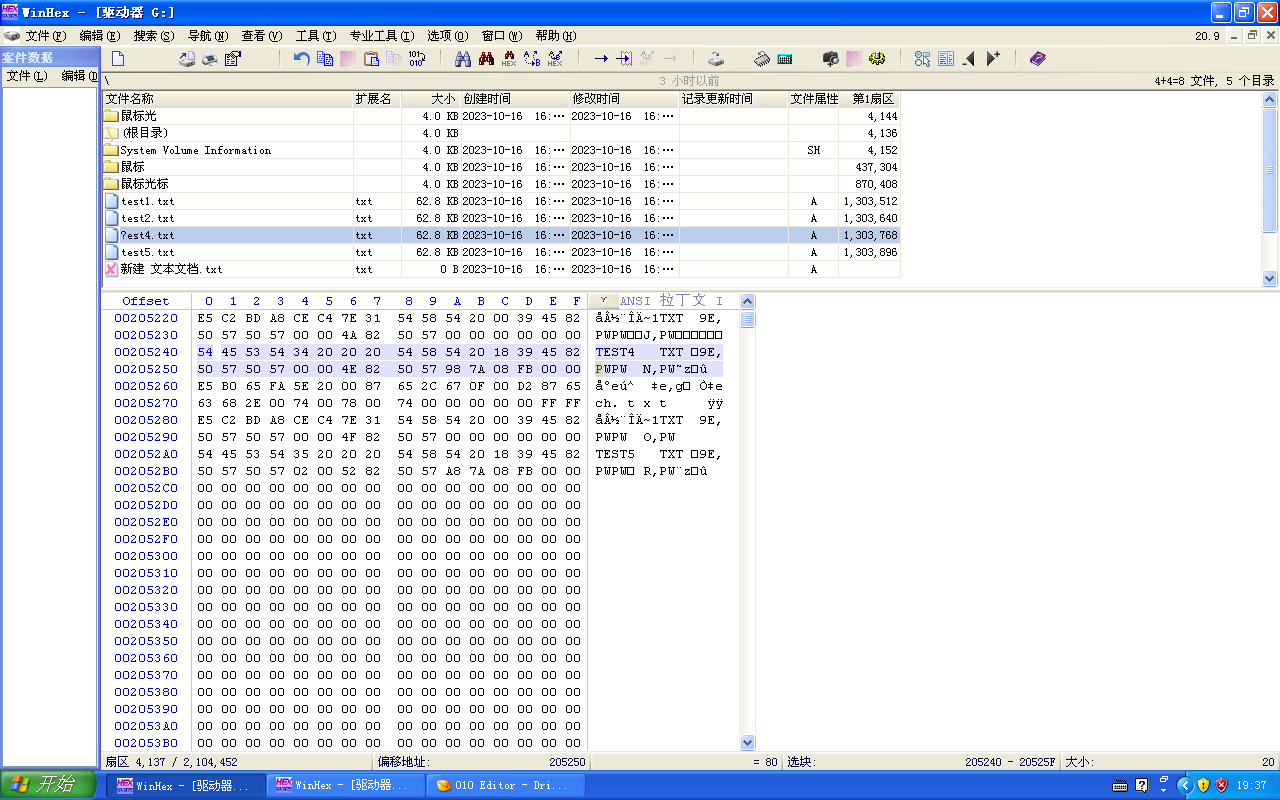 WinHex - [驱动器 G:]
文件(F) 编辑(E) 搜索(S) 导航(N) 查看(V) 工具(T) 专业工具(I) 选项(O) 窗口(W) 帮助(H) 20.9
案件数据
文件(L) 编辑(D
\ 3 小时以前 4+4=8 文件, 5 个目录
文件名称 扩展名 大小 创建时间 修改时间 记录更新时间 文件属性 第1扇区
鼠标光 4.0 KB 2023-10-16 16:… 2023-10-16 16:… 4,144
(根目录) 4.0 KB 4,136
System Volume Information 4.0 KB 2023-10-16 16:… 2023-10-16 16:… SH 4,152
鼠标 4.0 KB 2023-10-16 16:… 2023-10-16 16:… 437,304
鼠标光标 4.0 KB 2023-10-16 16:… 2023-10-16 16:… 870,408
test1.txt txt 62.8 KB 2023-10-16 16:… 2023-10-16 16:… A 1,303,512
test2.txt txt 62.8 KB 2023-10-16 16:… 2023-10-16 16:… A 1,303,640
?est4.txt txt 62.8 KB 2023-10-16 16:… 2023-10-16 16:… A 1,303,768
test5.txt txt 62.8 KB 2023-10-16 16:… 2023-10-16 16:… A 1,303,896
新建 文本文档.txt txt 0 B 2023-10-16 16:… 2023-10-16 16:… A
Offset 0 1 2 3 4 5 6 7 8 9 A B C D E F ANSI 拉丁文 I
00205220 E5 C2 BD A8 CE C4 7E 31 54 58 54 20 00 39 45 82 åÂ½¨ÎÄ~1TXT 9E‚
00205230 50 57 50 57 00 00 4A 82 50 57 00 00 00 00 00 00 PWPW□□J‚PW□□□□□□
00205240 54 45 53 54 34 20 20 20 54 58 54 20 18 39 45 82 TEST4 TXT □9E‚
00205250 50 57 50 57 00 00 4E 82 50 57 98 7A 08 FB 00 00 PWPW N‚PW˜z□û
00205260 E5 B0 65 FA 5E 20 00 87 65 2C 67 0F 00 D2 87 65 å°eú^ ‡e,g□ Ò‡e
00205270 63 68 2E 00 74 00 78 00 74 00 00 00 00 00 FF FF ch. t x t ÿÿ
00205280 E5 C2 BD A8 CE C4 7E 31 54 58 54 20 00 39 45 82 åÂ½¨ÎÄ~1TXT 9E‚
00205290 50 57 50 57 00 00 4F 82 50 57 00 00 00 00 00 00 PWPW O‚PW
002052A0 54 45 53 54 35 20 20 20 54 58 54 20 18 39 45 82 TEST5 TXT □9E‚
002052B0 50 57 50 57 02 00 52 82 50 57 A8 7A 08 FB 00 00 PWPW□ R‚PW¨z□û
002052C0 00 00 00 00 00 00 00 00 00 00 00 00 00 00 00 00
002052D0 00 00 00 00 00 00 00 00 00 00 00 00 00 00 00 00
002052E0 00 00 00 00 00 00 00 00 00 00 00 00 00 00 00 00
002052F0 00 00 00 00 00 00 00 00 00 00 00 00 00 00 00 00
00205300 00 00 00 00 00 00 00 00 00 00 00 00 00 00 00 00
00205310 00 00 00 00 00 00 00 00 00 00 00 00 00 00 00 00
00205320 00 00 00 00 00 00 00 00 00 00 00 00 00 00 00 00
00205330 00 00 00 00 00 00 00 00 00 00 00 00 00 00 00 00
00205340 00 00 00 00 00 00 00 00 00 00 00 00 00 00 00 00
00205350 00 00 00 00 00 00 00 00 00 00 00 00 00 00 00 00
00205360 00 00 00 00 00 00 00 00 00 00 00 00 00 00 00 00
00205370 00 00 00 00 00 00 00 00 00 00 00 00 00 00 00 00
00205380 00 00 00 00 00 00 00 00 00 00 00 00 00 00 00 00
00205390 00 00 00 00 00 00 00 00 00 00 00 00 00 00 00 00
002053A0 00 00 00 00 00 00 00 00 00 00 00 00 00 00 00 00
002053B0 00 00 00 00 00 00 00 00 00 00 00 00 00 00 00 00
扇区 4,137 / 2,104,452 偏移地址: 205250 = 80 选块: 205240 - 20525F 大小: 20
开始 WinHex - [驱动器... WinHex - [驱动器... 010 Editor - Dri... 19:37